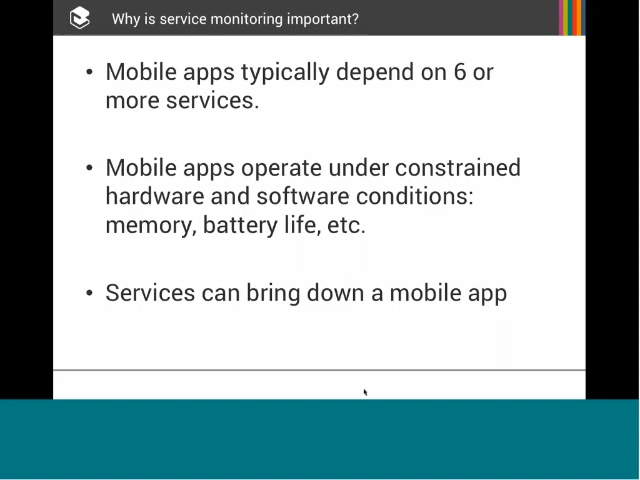 Why is service monitoring important?
• Mobile apps typically depend on 6 or
more services.
• Mobile apps operate under constrained
hardware and software conditions:
memory, battery life, etc.
• Services can bring down a mobile app